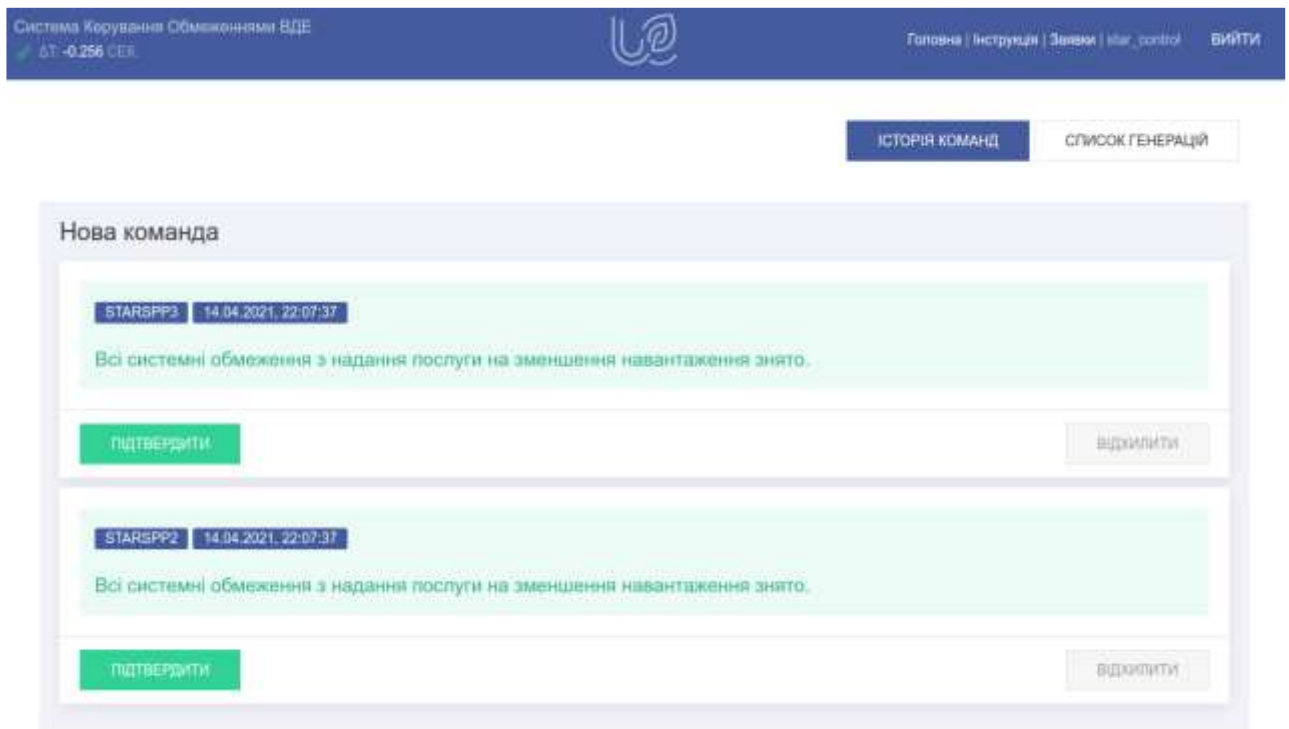 Система Керування Обмеженнями ВДЕ
ΔT: -0.256 СЕК.
Головна | Інструкція | Заявки | star_control ВИЙТИ
ІСТОРІЯ КОМАНД СПИСОК ГЕНЕРАЦІЙ
Нова команда
STARSPP3 14.04.2021, 22:07:37
Всі системні обмеження з надання послуги на зменшення навантаження знято.
ПІДТВЕРДИТИ ВІДХИЛИТИ
STARSPP2 14.04.2021, 22:07:37
Всі системні обмеження з надання послуги на зменшення навантаження знято.
ПІДТВЕРДИТИ ВІДХИЛИТИ